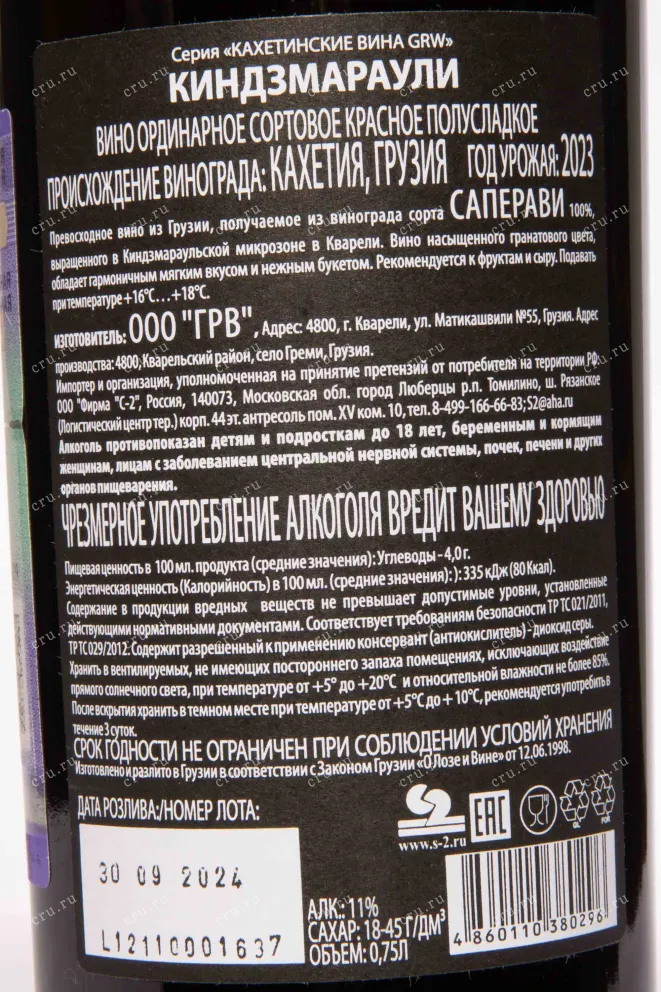 Серия «КАХЕТИНСКИЕ ВИНА GRW»
КИНДЗМАРАУЛИ
ВИНО ОРДИНАРНОЕ СОРТОВОЕ КРАСНОЕ ПОЛУСЛАДКОЕ
ПРОИСХОЖДЕНИЕ ВИНОГРАДА: КАХЕТИЯ, ГРУЗИЯ ГОД УРОЖАЯ: 2023
Превосходное вино из Грузии, получаемое из винограда сорта САПЕРАВИ 100%,
выращенного в Киндзмараульской микрозоне в Кварели. Вино насыщенного гранатового цвета,
обладает гармоничным мягким вкусом и нежным букетом. Рекомендуется к фруктам и сыру. Подавать
при температуре +16°С...+18°С.
ИЗГОТОВИТЕЛЬ: ООО "ГРВ", Адрес: 4800, г. Кварели, ул. Матикашвили №55, Грузия. Адрес
производства: 4800, Кварельский район, село Греми, Грузия.
Импортер и организация, уполномоченная на принятие претензий от потребителя на территории РФ:
ООО "Фирма "С-2", Россия, 140073, Московская обл. город Люберцы р.п. Томилино, ш. Рязанское
(Логистический центр тер.) корп. 44 эт. антресоль пом. XV ком. 10, тел. 8-499-166-66-83; S2@aha.ru
Алкоголь противопоказан детям и подросткам до 18 лет, беременным и кормящим
женщинам, лицам с заболеванием центральной нервной системы, почек, печени и других
органов пищеварения.
ЧРЕЗМЕРНОЕ УПОТРЕБЛЕНИЕ АЛКОГОЛЯ ВРЕДИТ ВАШЕМУ ЗДОРОВЬЮ
Пищевая ценность в 100 мл. продукта (средние значения): Углеводы - 4,0 г.
Энергетическая ценность (Калорийность) в 100 мл. (средние значения): ): 335 кДж (80 Ккал).
Содержание в продукции вредных веществ не превышает допустимые уровни, установленные
действующими нормативными документами. Соответствует требованиям безопасности ТР ТС 021/2011,
ТР ТС 029/2012. Содержит разрешенный к применению консервант (антиокислитель) - диоксид серы.
Хранить в вентилируемых, не имеющих постороннего запаха помещениях, исключающих воздействие
прямого солнечного света, при температуре от +5° до +20°С и относительной влажности не более 85%.
После вскрытия хранить в темном месте при температуре от +5°С до + 10°С, рекомендуется употребить в
течение 3 суток.
СРОК ГОДНОСТИ НЕ ОГРАНИЧЕН ПРИ СОБЛЮДЕНИИ УСЛОВИЙ ХРАНЕНИЯ
Изготовлено и разлито в Грузии в соответствии с Законом Грузии «О Лозе и Вине» от 12.06.1998.
ДАТА РОЗЛИВА:/НОМЕР ЛОТА:
30 09 2024
L12110001637
S2
www.s-2.ru
EAC
GL
FOR
АЛК.: 11%
САХАР: 18-45 Г/ДМ³
ОБЪЕМ: 0,75Л
4 860110 380296
cru.ru